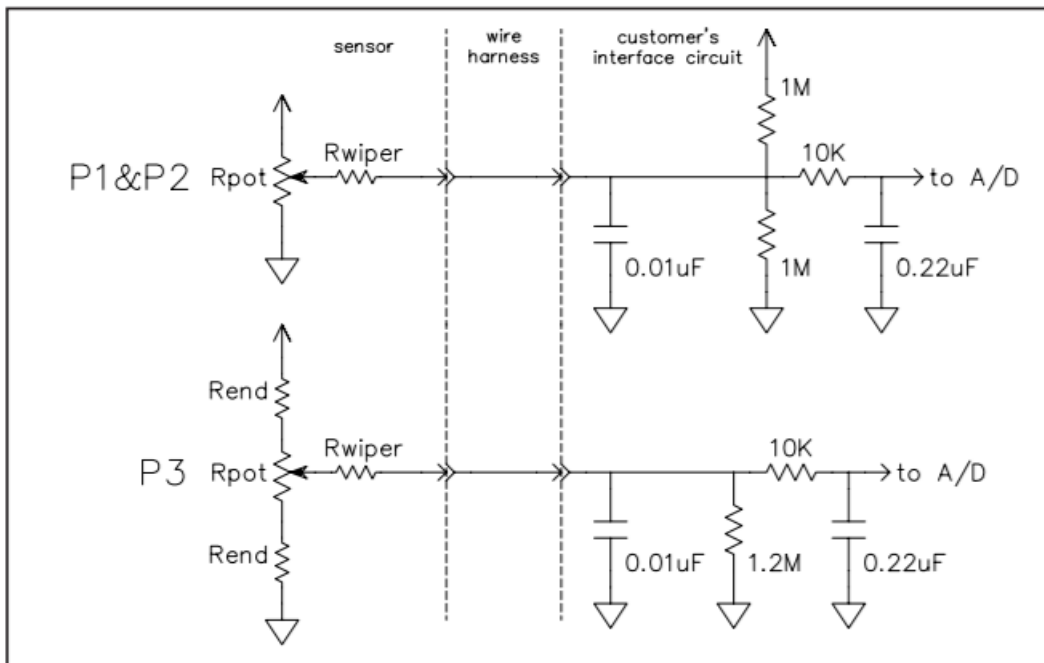 sensor
wire
harness
customer's
interface circuit
1M
P1&P2
Rpot
Rwiper
10K
to A/D
0.01uF
1M
0.22uF
Rend
P3
Rpot
Rwiper
10K
to A/D
Rend
0.01uF
1.2M
0.22uF